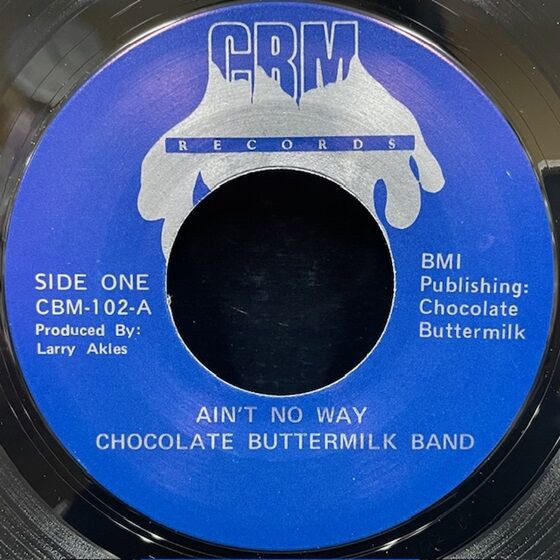 CBM
RECORDS
SIDE ONE
CBM-102-A
Produced By:
Larry Akles
BMI
Publishing:
Chocolate
Buttermilk
AIN'T NO WAY
CHOCOLATE BUTTERMILK BAND